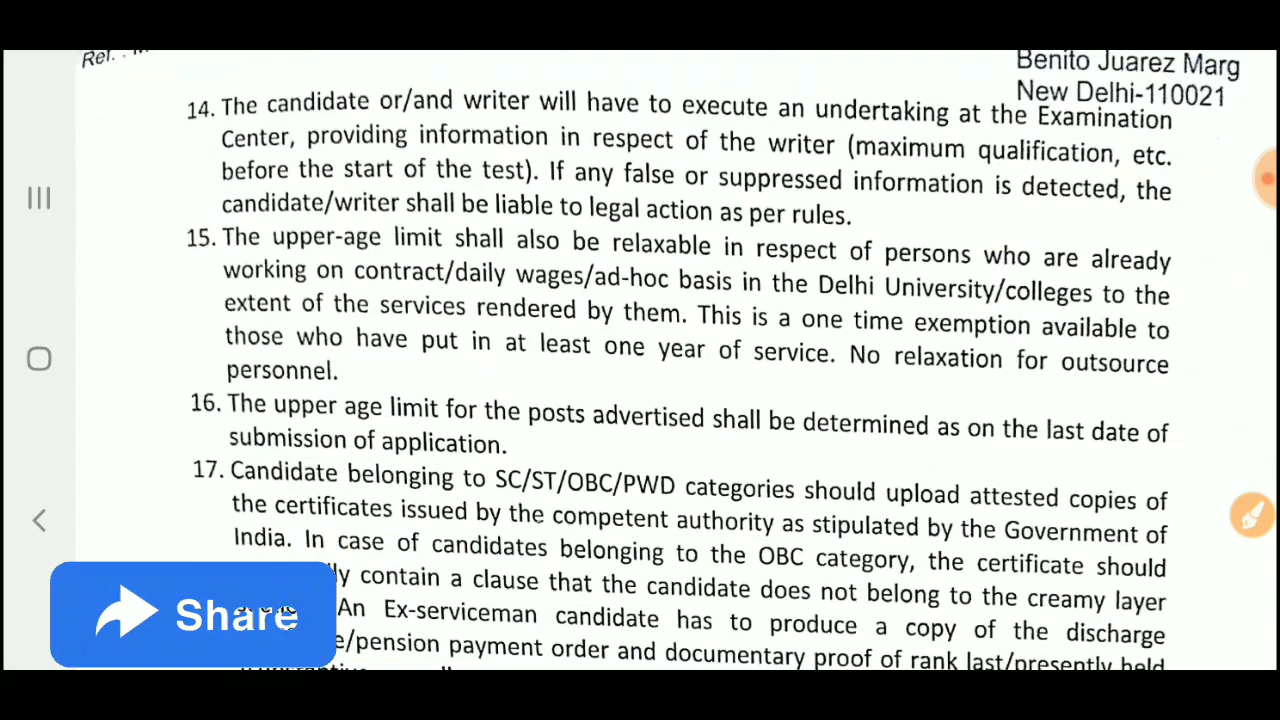 Ref. .
Benito Juarez Marg
New Delhi-110021
14. The candidate or/and writer will have to execute an undertaking at the Examination
Center, providing information in respect of the writer (maximum qualification, etc.
before the start of the test). If any false or suppressed information is detected, the
candidate/writer shall be liable to legal action as per rules.
15. The upper-age limit shall also be relaxable in respect of persons who are already
working on contract/daily wages/ad-hoc basis in the Delhi University/colleges to the
extent of the services rendered by them. This is a one time exemption available to
those who have put in at least one year of service. No relaxation for outsource
personnel.
16. The upper age limit for the posts advertised shall be determined as on the last date of
submission of application.
17. Candidate belonging to SC/ST/OBC/PWD categories should upload attested copies of
the certificates issued by the competent authority as stipulated by the Government of
India. In case of candidates belonging to the OBC category, the certificate should
ly contain a clause that the candidate does not belong to the creamy layer
An Ex-serviceman candidate has to produce a copy of the discharge
e/pension payment order and documentary proof of rank last/presently held
Share